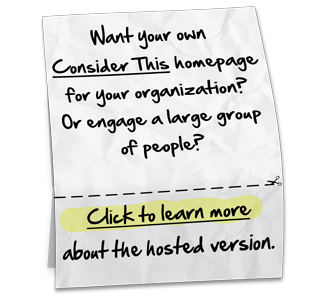 Want your own
Consider This homepage
for your organization?
Or engage a large group
of people?
Click to learn more
about the hosted version.